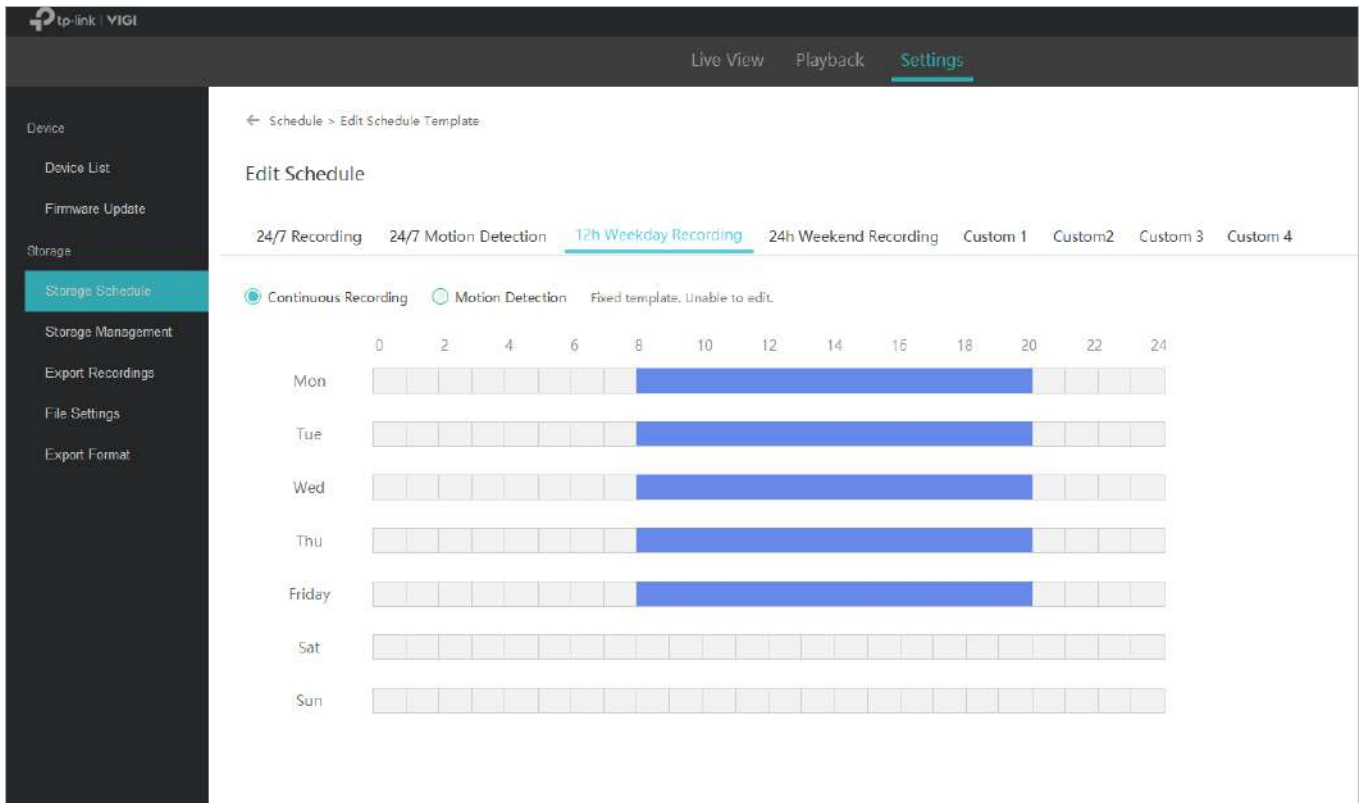 tp-link | VIGI
Live View Playback Settings
Device
Device List
Firmware Update
Storage
Storage Schedule
Storage Management
Export Recordings
File Settings
Export Format
← Schedule > Edit Schedule Template
Edit Schedule
24/7 Recording 24/7 Motion Detection 12h Weekday Recording 24h Weekend Recording Custom 1 Custom2 Custom 3 Custom 4
Continuous Recording Motion Detection Fixed template. Unable to edit.
0 2 4 6 8 10 12 14 16 18 20 22 24
Mon
Tue
Wed
Thu
Friday
Sat
Sun